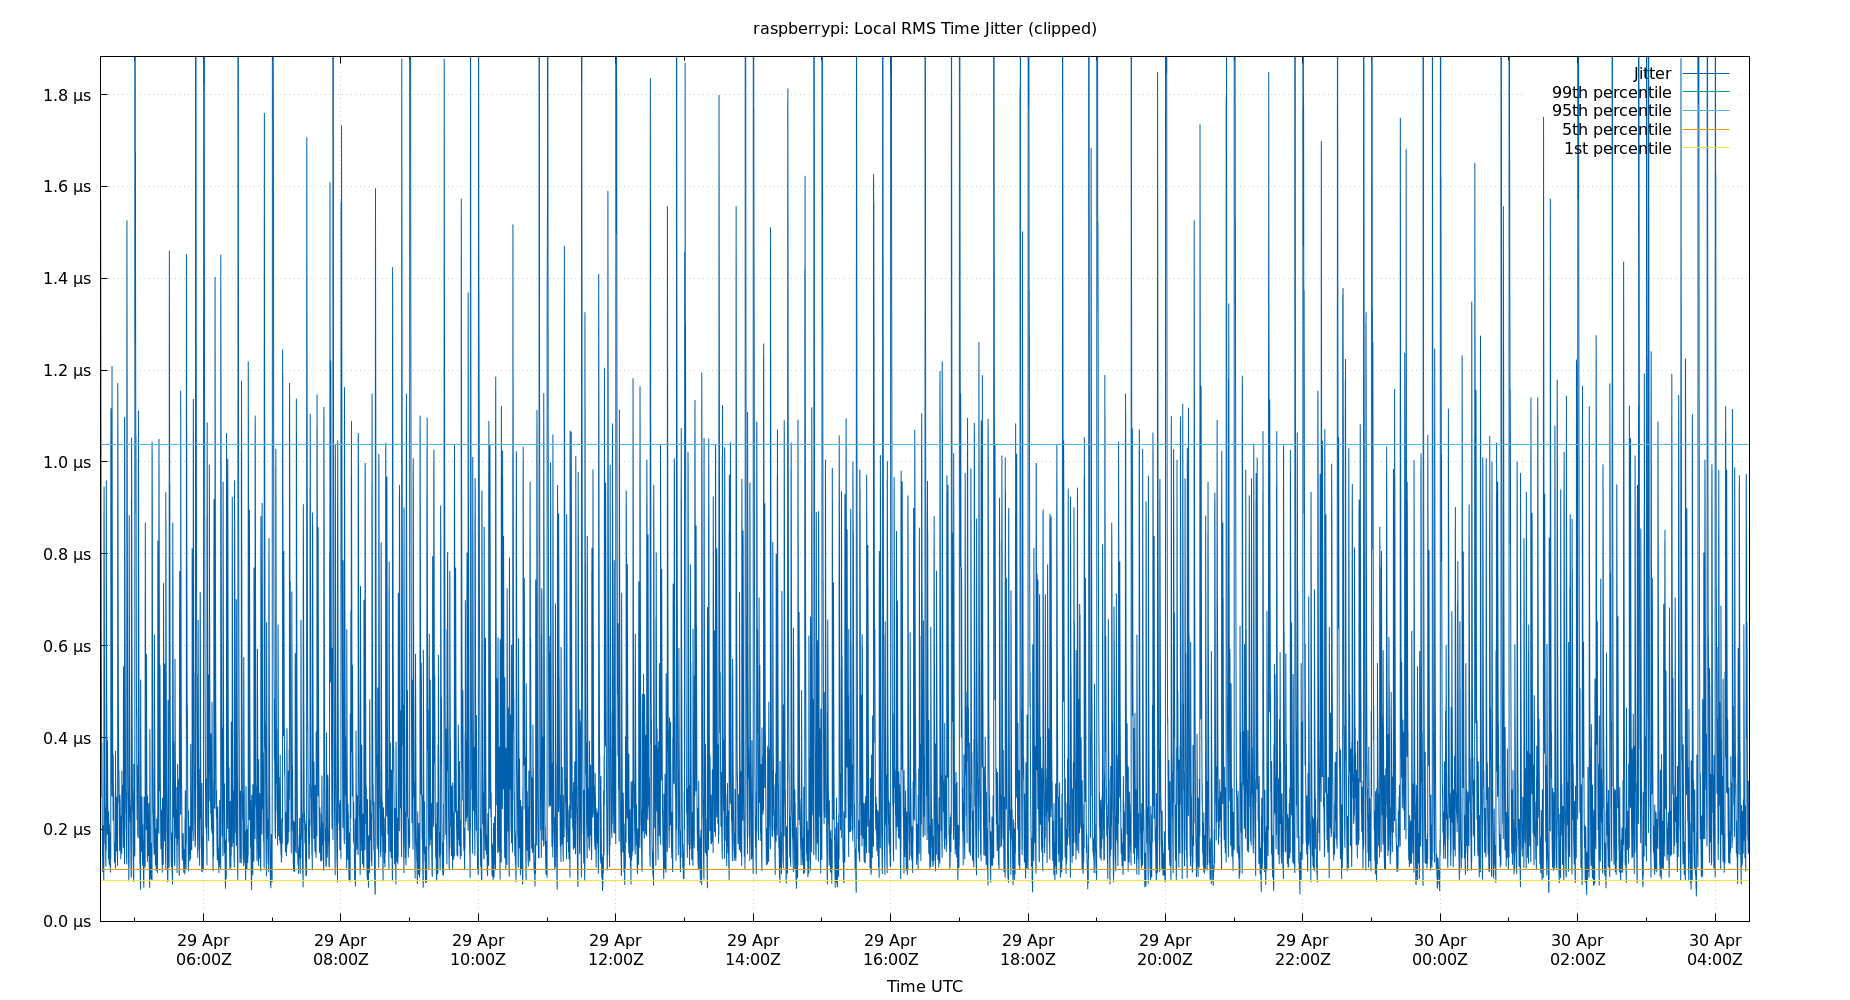 raspberrypi: Local RMS Time Jitter (clipped)
Jitter
99th percentile
95th percentile
5th percentile
1st percentile
1.8 μs
1.6 μs
1.4 μs
1.2 μs
1.0 μs
0.8 μs
0.6 μs
0.4 μs
0.2 μs
0.0 μs
29 Apr 29 Apr 29 Apr 29 Apr 29 Apr 29 Apr 29 Apr 29 Apr 29 Apr 30 Apr 30 Apr 30 Apr
06:00Z 08:00Z 10:00Z 12:00Z 14:00Z 16:00Z 18:00Z 20:00Z 22:00Z 00:00Z 02:00Z 04:00Z
Time UTC